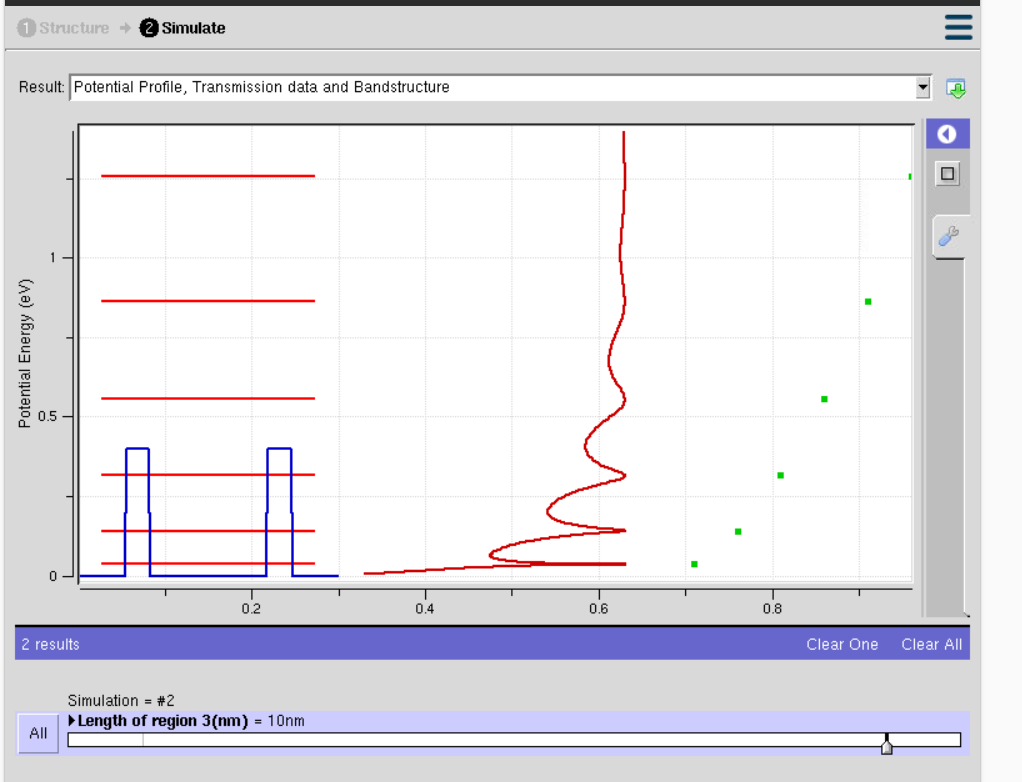 1 Structure → 2 Simulate
Result: Potential Profile, Transmission data and Bandstructure
Potential Energy (eV)
1
0.5
0
0.2 0.4 0.6 0.8
2 results Clear One Clear All
Simulation = #2
All
Length of region 3(nm) = 10nm